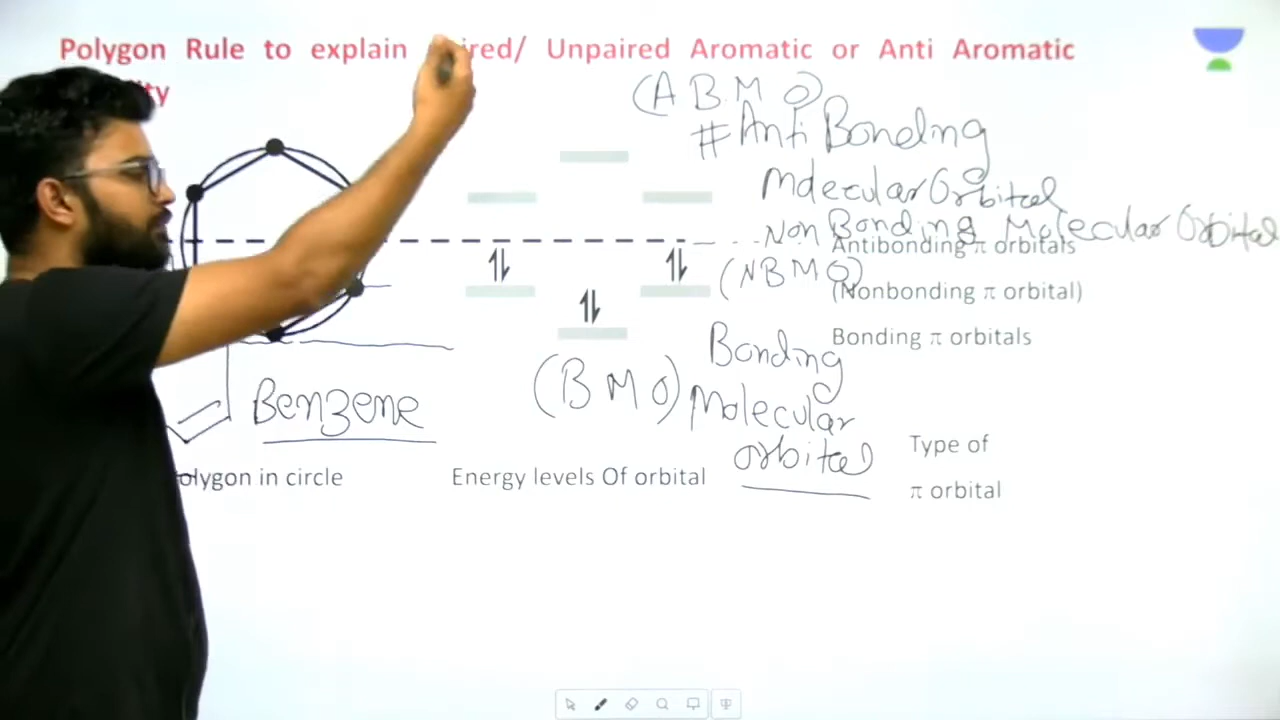 Polygon Rule to explain Unpaired Aromatic or Anti Aromatic
(A B M O)
# Anti Bonding
Molecular Orbital
Non Bonding Molecular Orbital
Antibonding π orbitals
(NBMO)
(Nonbonding π orbital)
Bonding π orbitals
Bonding
(BMO) Molecular
orbital
Benzene
Type of
π orbital
olygon in circle
Energy levels Of orbital